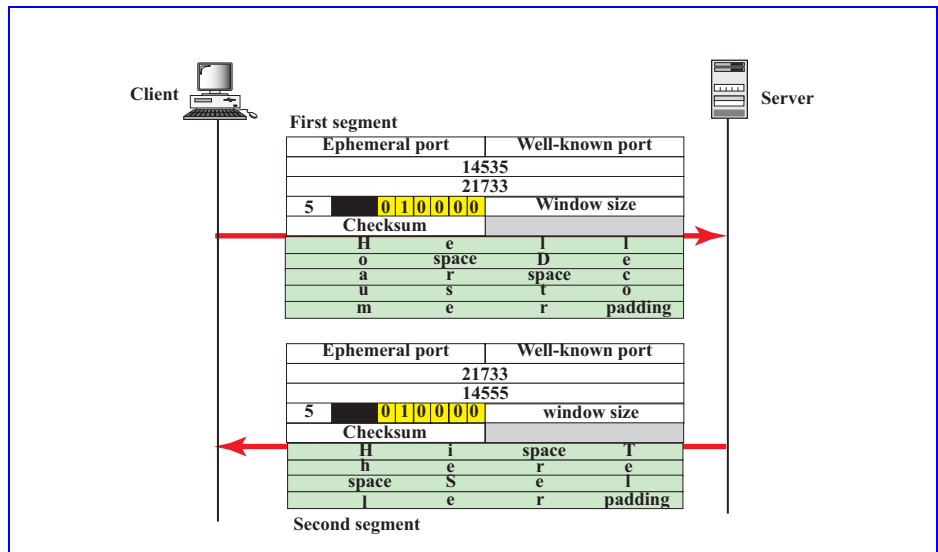 Client
Server
First segment
Ephemeral port Well-known port
14535
21733
5 0 1 0 0 0 0 Window size
Checksum
H e l l
o space D e
a r space c
u s t o
m e r padding
Ephemeral port Well-known port
21733
14555
5 0 1 0 0 0 0 window size
Checksum
H i space T
h e r e
space S e l
l e r padding
Second segment